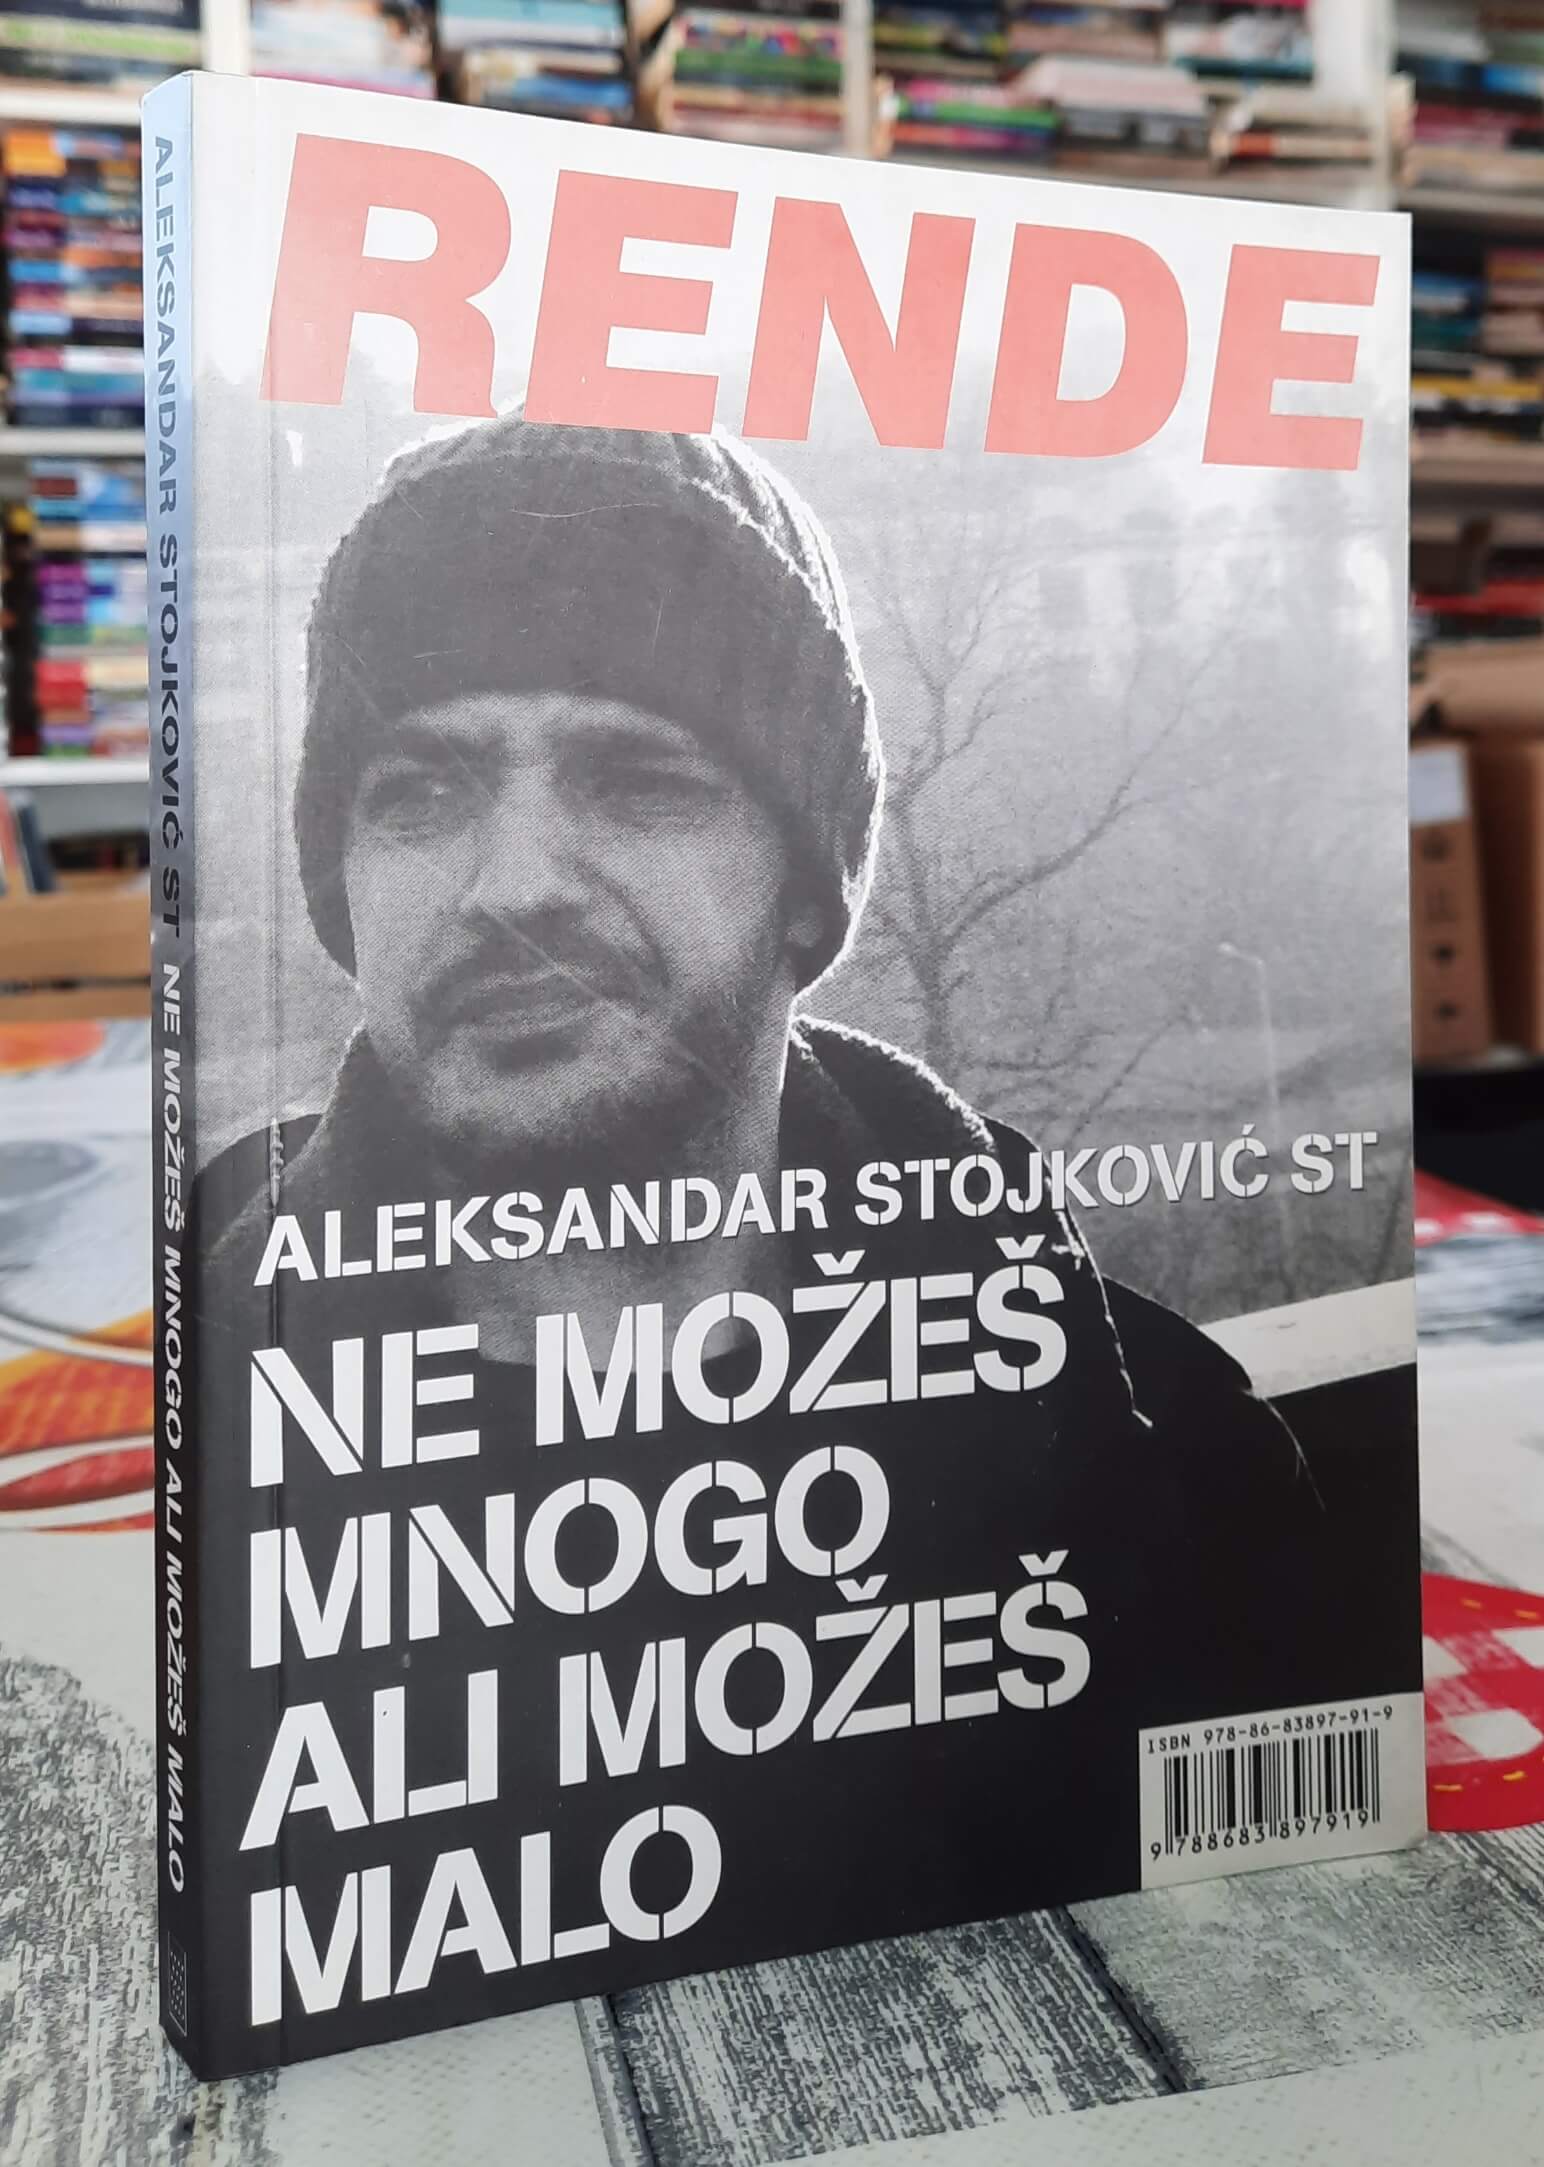 RENDE
ALEKSANDAR STOJKOVIĆ ST
NE MOŽEŠ
MNOGO
ALI MOŽEŠ
MALO
ISBN 978-86-83897-91-9
9 788683 897919
ALEKSANDAR STOJKOVIĆ ST NE MOŽEŠ MNOGO ALI MOŽEŠ MALO